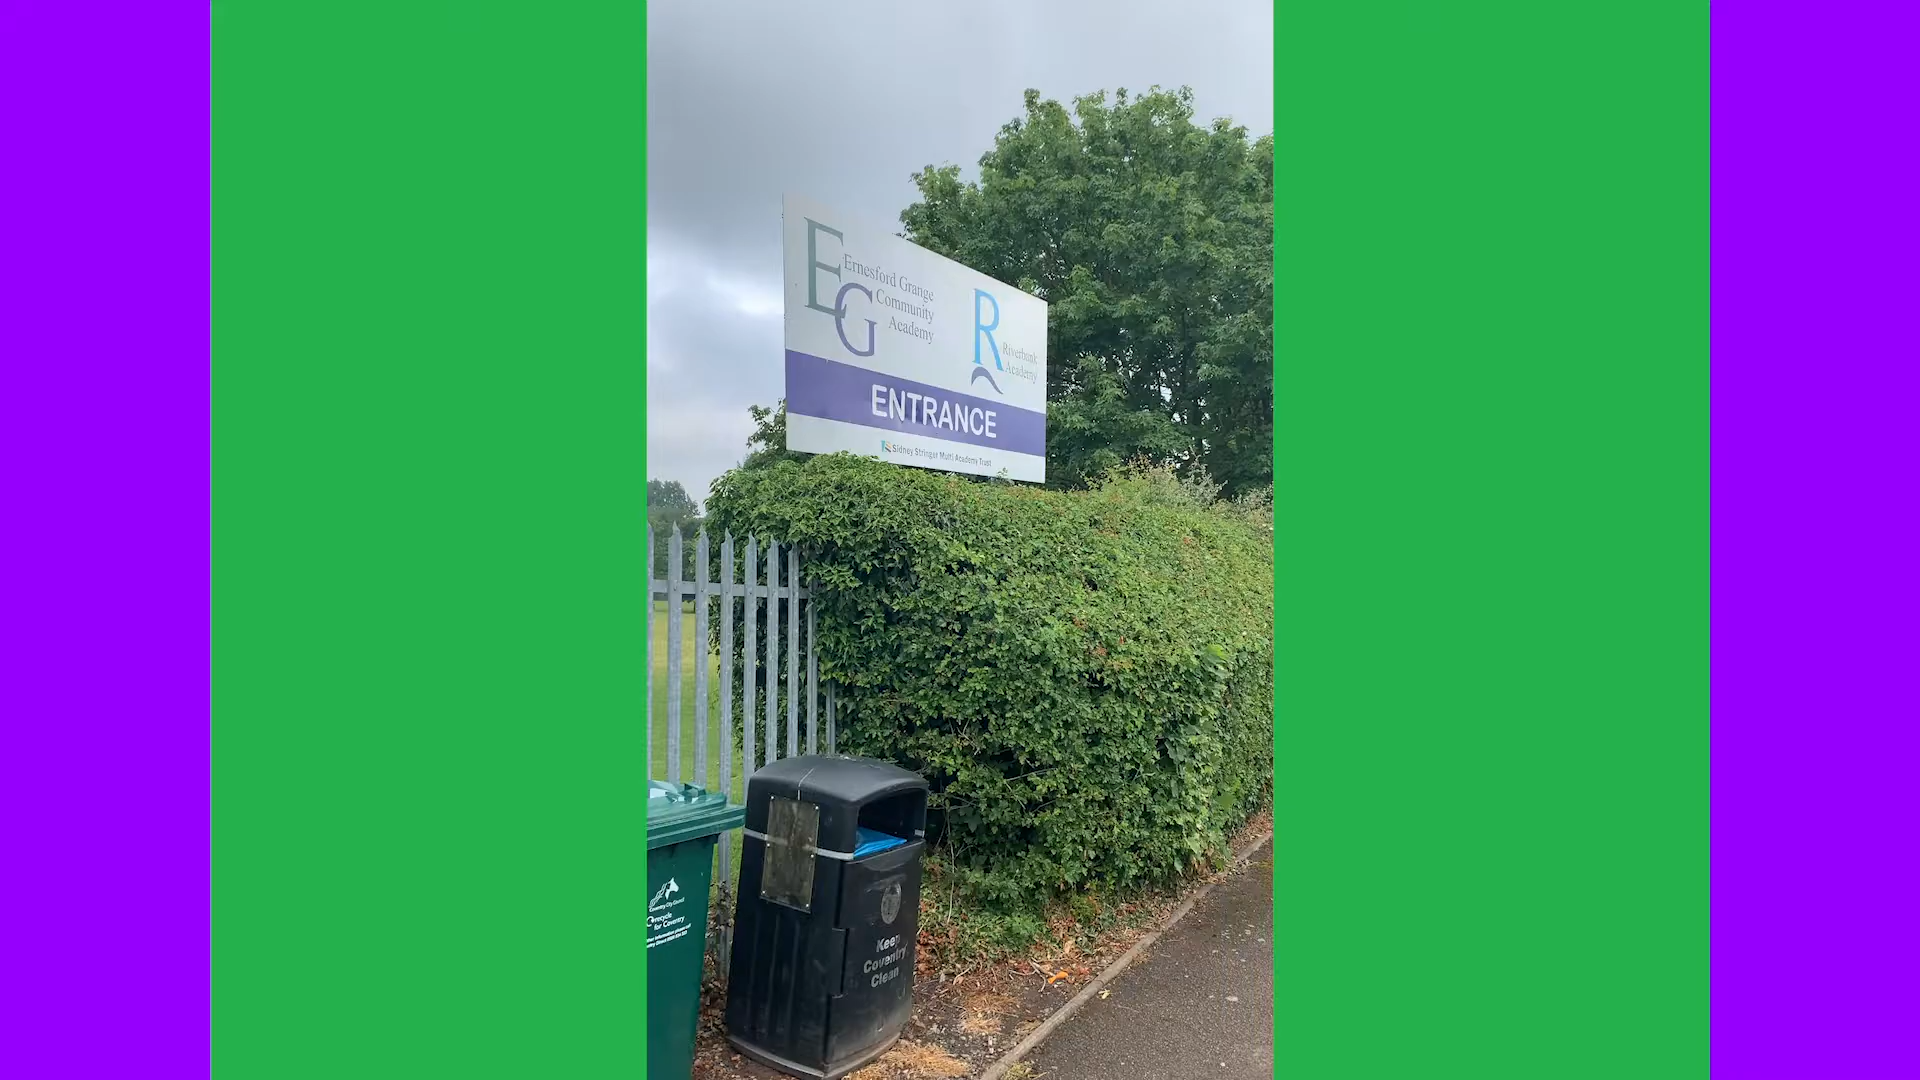 EG
Ernesford Grange
Community
Academy
R
Riverbank
Academy
ENTRANCE
Sidney Stringer Multi Academy Trust
Coventry City Council
recycle
for Coventry
Keep
Coventry
Clean